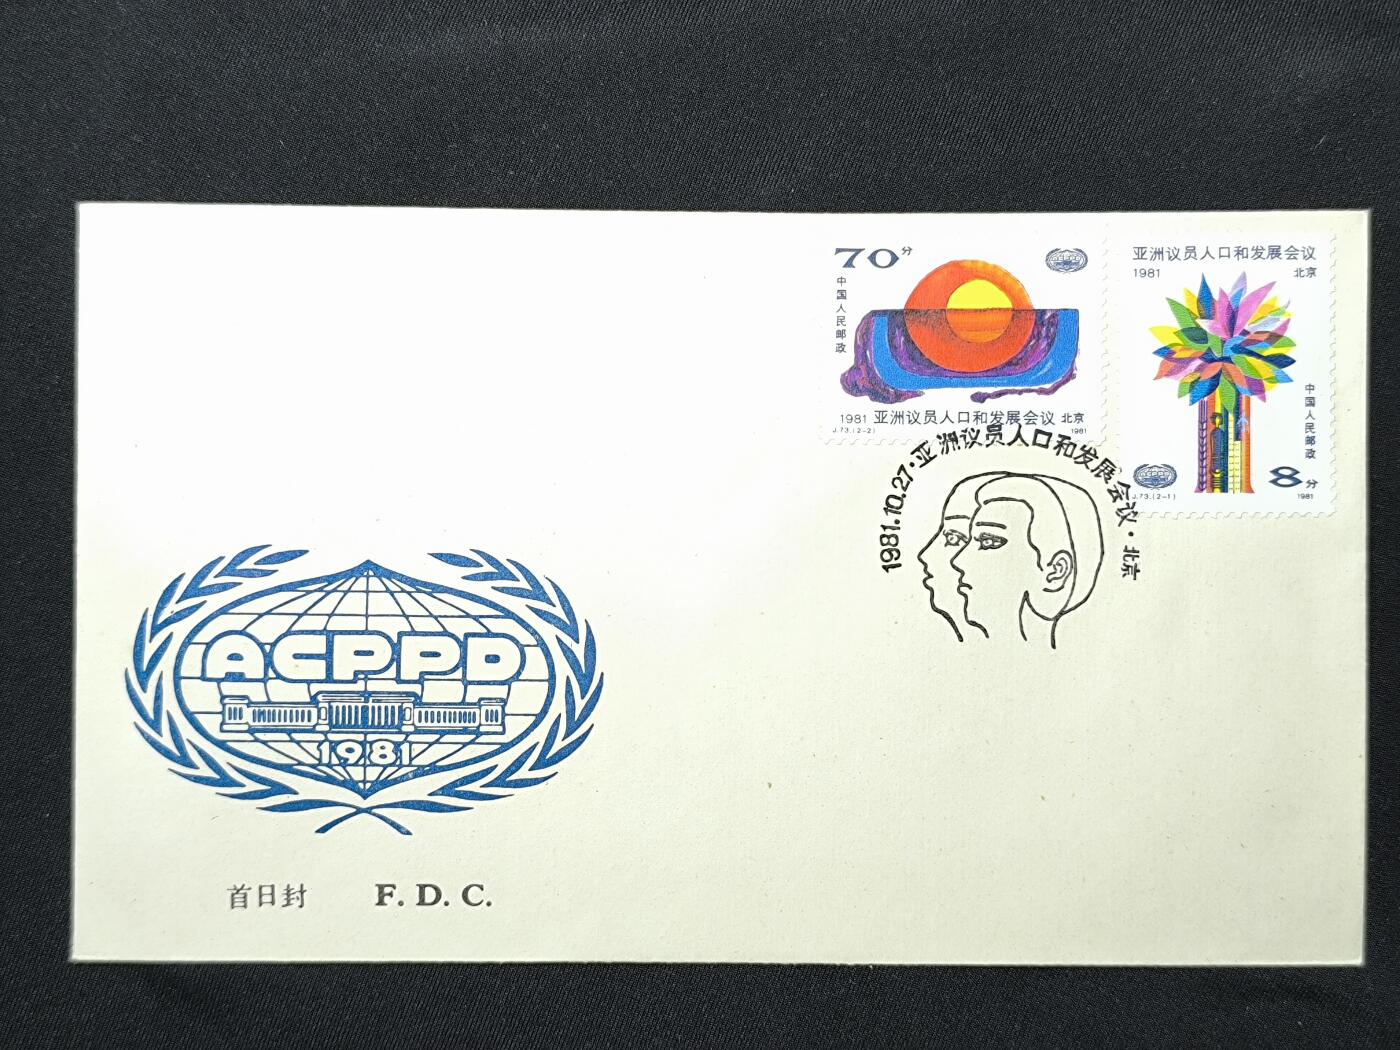 70分
中国人民邮政
1981 亚洲议员人口和发展会议 北京
J.73.(2-2)
1981
亚洲议员人口和发展会议
1981
北京
中国人民邮政
8分
J.73.(2-1)
1981
1981.10.27·亚洲议员人口和发展会议·北京
ACPPD
1981
首日封 F. D. C.